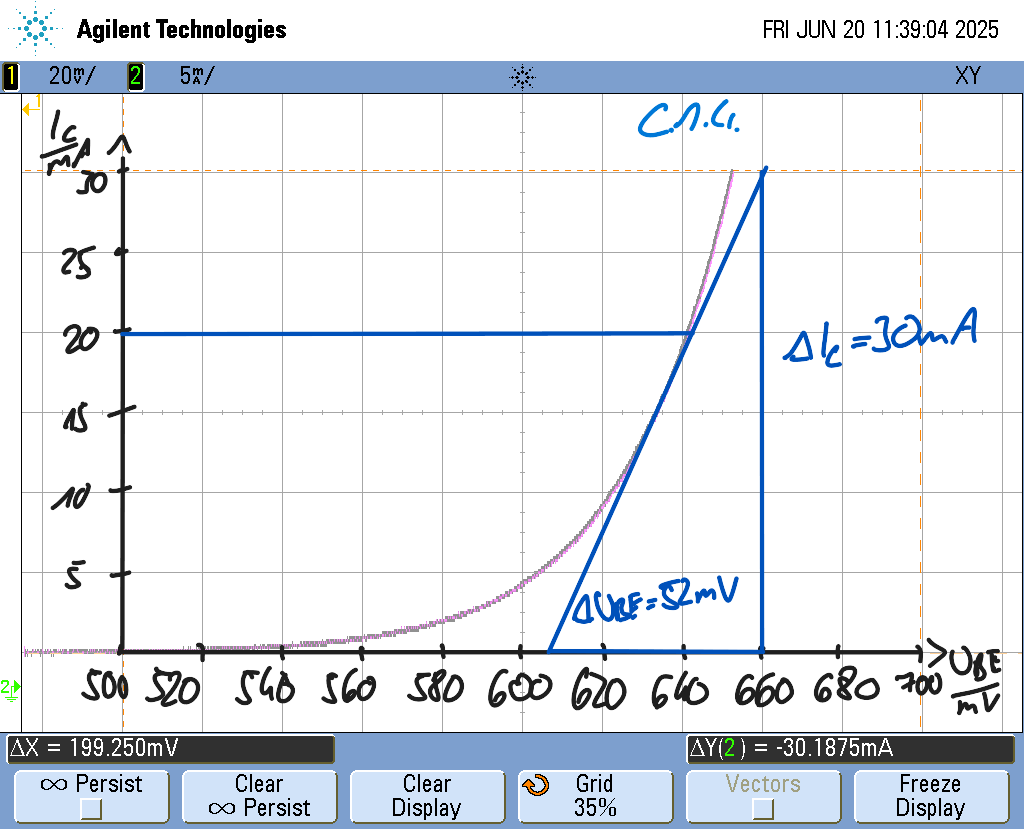 Agilent Technologies
FRI JUN 20 11:39:04 2025
1 20mV/ 2 5mA/ XY
1
IC/mA
30
25
20
15
10
5
ΔIC=30mA
ΔUBE=52mV
2
500 520 540 560 580 600 620 640 660 680 700 UBE/mV
ΔX = 199.250mV
ΔY(2) = -30.1875mA
∞ Persist
Clear
∞ Persist
Clear
Display
Grid
35%
Vectors
Freeze
Display